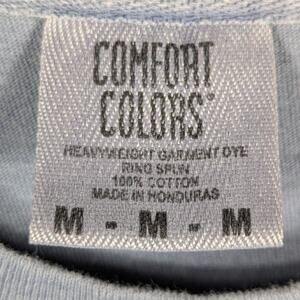 COMFORT
COLORS®
HEAVYWEIGHT GARMENT DYE
RING SPUN
100% COTTON
MADE IN HONDURAS
M - M - M